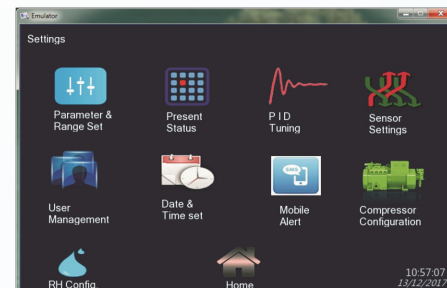 Emulator
Settings
Parameter &
Range Set
Present
Status
P I D
Tuning
Sensor
Settings
User
Management
Date &
Time set
SMS
Mobile
Alert
Compressor
Configuration
RH Config.
Home
10:57:07
13/12/2017